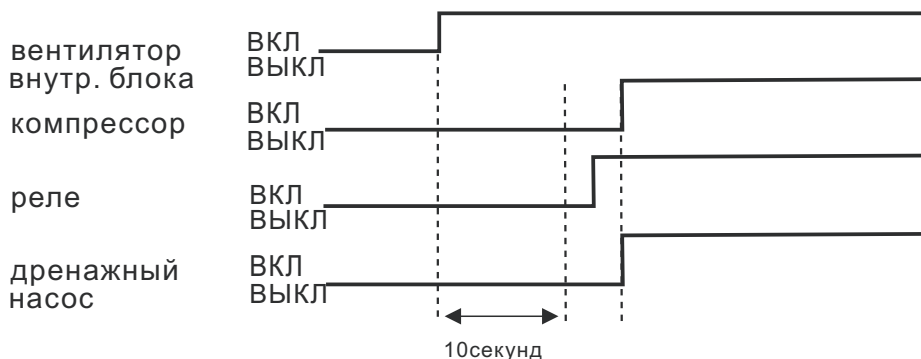 вентилятор
внутр. блока
ВКЛ
ВЫКЛ
компрессор
ВКЛ
ВЫКЛ
реле
ВКЛ
ВЫКЛ
дренажный
насос
ВКЛ
ВЫКЛ
10секунд